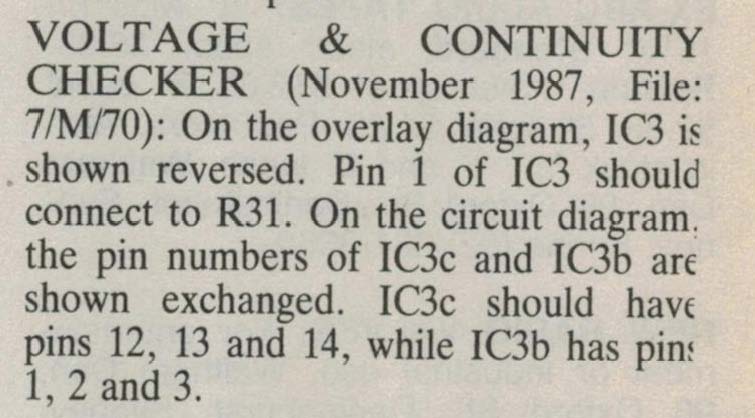 VOLTAGE & CONTINUITY
CHECKER (November 1987, File:
7/M/70): On the overlay diagram, IC3 is
shown reversed. Pin 1 of IC3 should
connect to R31. On the circuit diagram,
the pin numbers of IC3c and IC3b are
shown exchanged. IC3c should have
pins 12, 13 and 14, while IC3b has pins
1, 2 and 3.